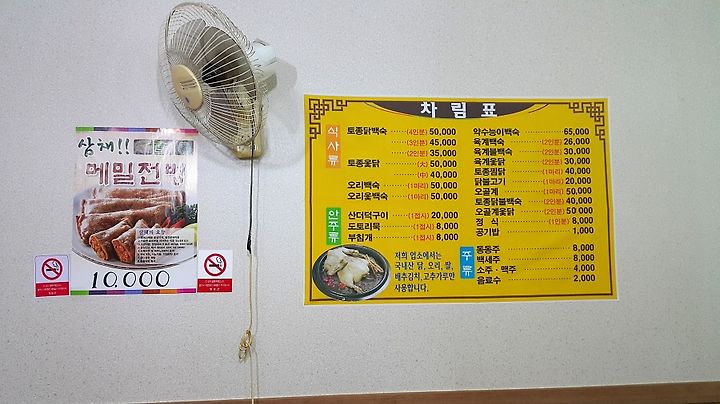 삼채!!
메밀전병
10,000
차림표
식사류
토종닭백숙 (4인분) 50,000
(3인분) 45,000
(2인분) 35,000
토종닭옻닭 (大) 50,000
(中) 40,000
오리백숙 (1마리) 50,000
오리옻백숙 (1마리) 50,000
안주류
산더덕구이 (1접시) 20,000
도토리묵 (1접시) 8,000
부침개 (1접시) 8,000
저희 업소에서는
국내산 닭, 오리, 쌀,
배추김치, 고추가루만
사용합니다.
약수능이백숙 65,000
육계백숙 (2인분) 26,000
육계불백숙 (2인분) 30,000
육계옻닭 (2인분) 30,000
토종찜닭 (1마리) 40,000
닭불고기 (1마리) 20,000
오골계 (1마리) 50,000
토종닭불백숙 (2인분) 40,000
오골계옻닭 (2인분) 50,000
정식 (1인분) 8,000
공기밥 1,000
주류
동동주 8,000
백세주 8,000
소주·맥주 4,000
음료수 2,000